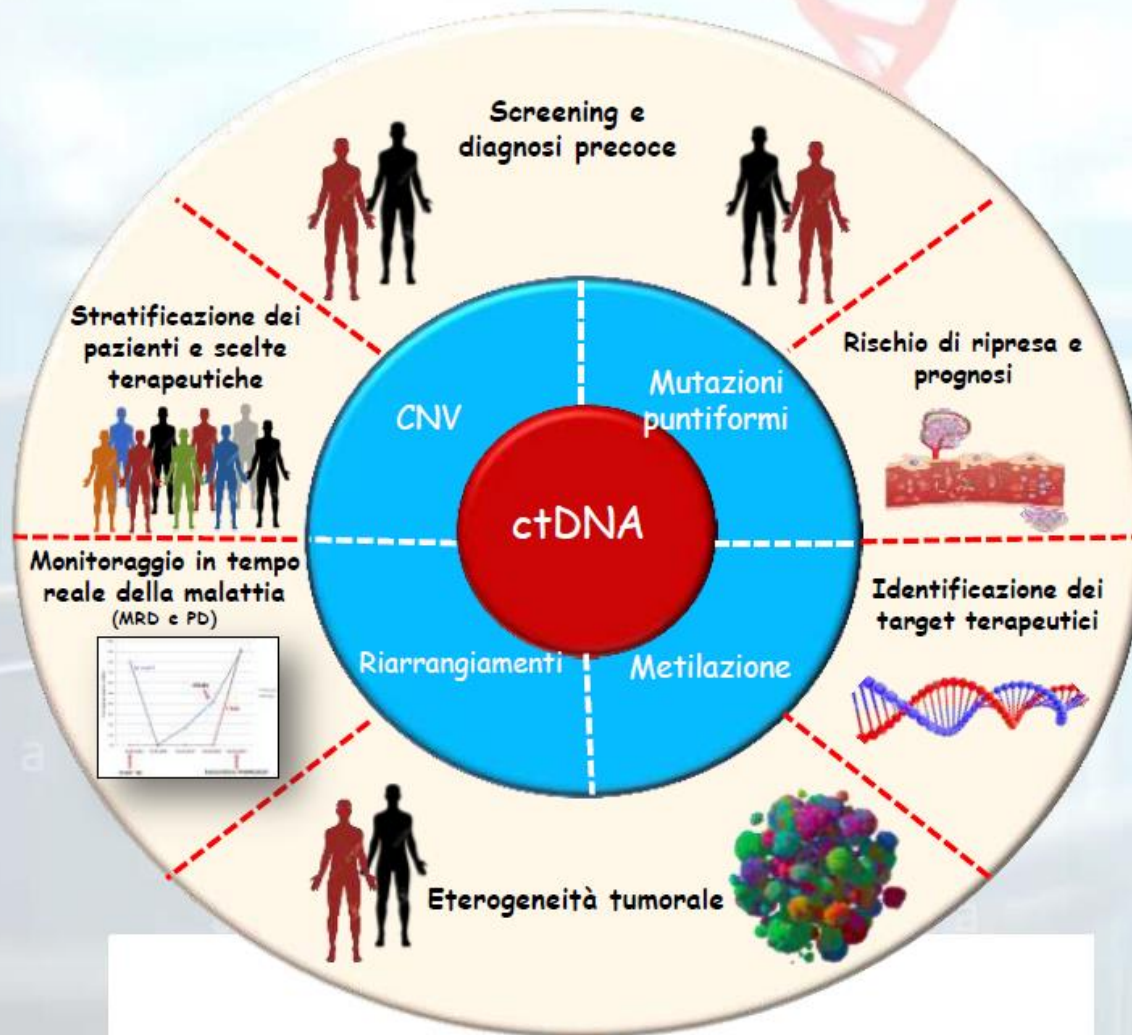 Screening e
diagnosi precoce
Stratificazione dei
pazienti e scelte
terapeutiche
Rischio di ripresa e
prognosi
CNV
Mutazioni
puntiformi
ctDNA
Monitoraggio in tempo
reale della malattia
(MRD e PD)
Identificazione dei
target terapeutici
Riarrangiamenti
Metilazione
Eterogeneità tumorale